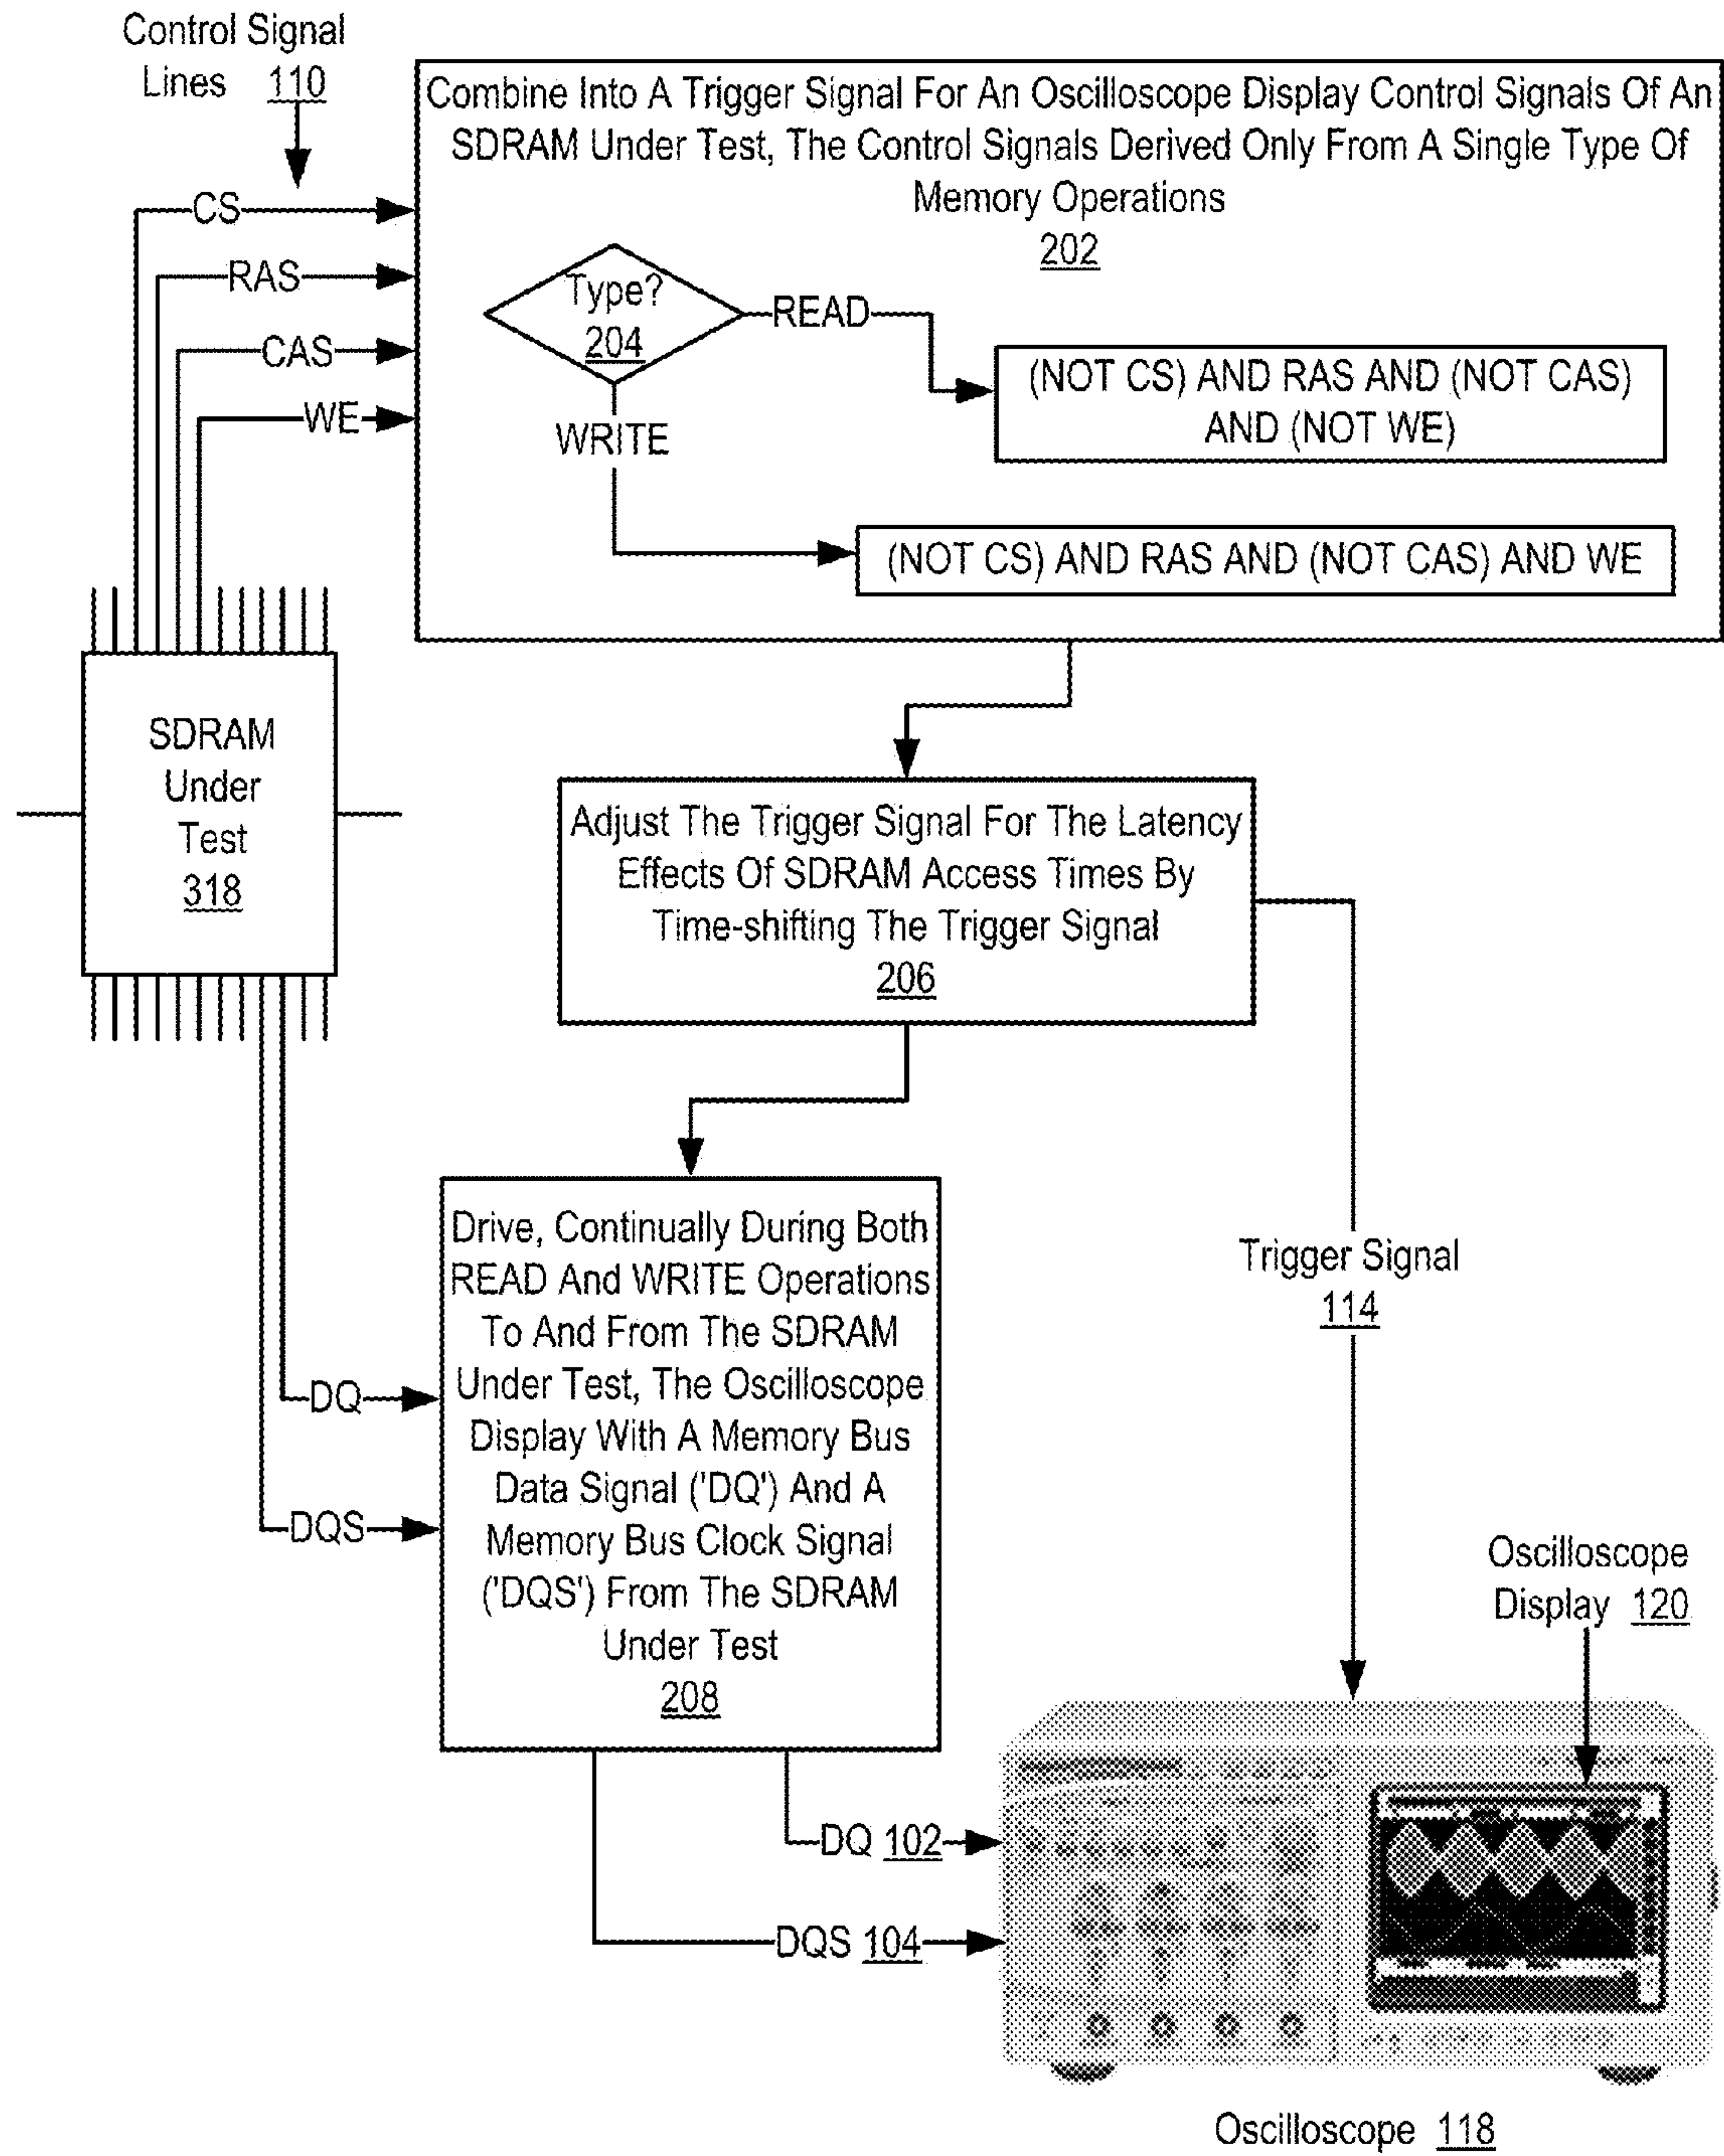 Control Signal
Lines 110
Combine Into A Trigger Signal For An Oscilloscope Display Control Signals Of An
SDRAM Under Test, The Control Signals Derived Only From A Single Type Of
Memory Operations
202
CS
RAS
CAS
WE
Type?
204
READ
(NOT CS) AND RAS AND (NOT CAS)
AND (NOT WE)
WRITE
(NOT CS) AND RAS AND (NOT CAS) AND WE
SDRAM
Under
Test
318
Adjust The Trigger Signal For The Latency
Effects Of SDRAM Access Times By
Time-shifting The Trigger Signal
206
Drive, Continually During Both
READ And WRITE Operations
To And From The SDRAM
Under Test, The Oscilloscope
Display With A Memory Bus
Data Signal ('DQ') And A
Memory Bus Clock Signal
('DQS') From The SDRAM
Under Test
208
DQ
DQS
Trigger Signal
114
Oscilloscope
Display 120
DQ 102
DQS 104
Oscilloscope 118